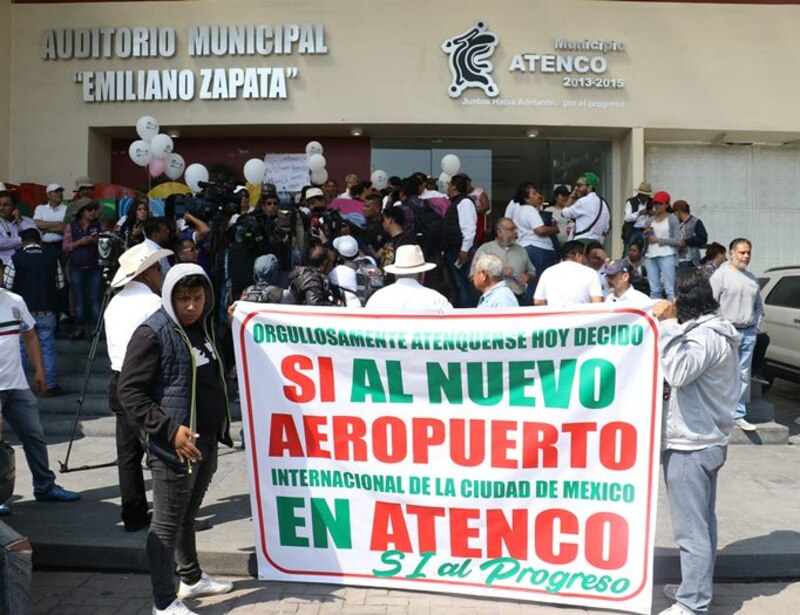 AUDITORIO MUNICIPAL
"EMILIANO ZAPATA"
Municipio
ATENCO
2013-2015
Juntos Hacia Adelante... por el progreso
ORGULLOSAMENTE ATENQUENSE HOY DECIDO
SI AL NUEVO
AEROPUERTO
INTERNACIONAL DE LA CIUDAD DE MEXICO
EN ATENCO
SI al Progreso